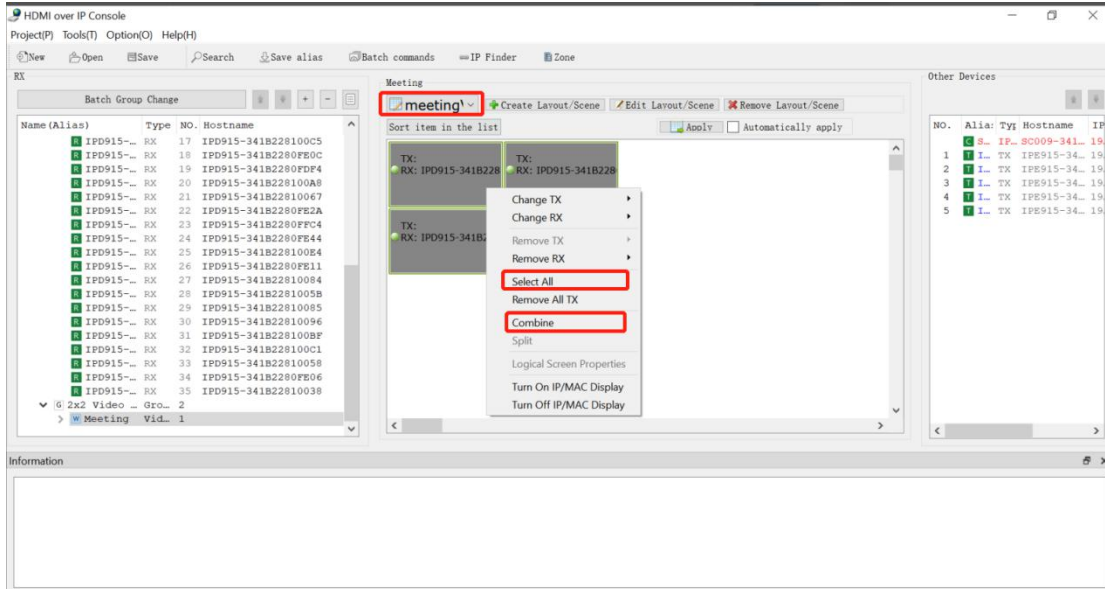 HDMI over IP Console
Project(P) Tools(T) Option(O) Help(H)
New Open Save Search Save alias Batch commands IP Finder Zone
RX
Batch Group Change
+ -
Name(Alias) Type NO. Hostname
R IPD915-... RX 17 IPD915-341B228100C5
R IPD915-... RX 18 IPD915-341B2280FE0C
R IPD915-... RX 19 IPD915-341B2280FDF4
R IPD915-... RX 20 IPD915-341B228100A8
R IPD915-... RX 21 IPD915-341B22810067
R IPD915-... RX 22 IPD915-341B2280FE2A
R IPD915-... RX 23 IPD915-341B2280FFC4
R IPD915-... RX 24 IPD915-341B2280FE44
R IPD915-... RX 25 IPD915-341B228100E4
R IPD915-... RX 26 IPD915-341B2280FE11
R IPD915-... RX 27 IPD915-341B22810084
R IPD915-... RX 28 IPD915-341B2281005B
R IPD915-... RX 29 IPD915-341B22810085
R IPD915-... RX 30 IPD915-341B22810096
R IPD915-... RX 31 IPD915-341B228100BF
R IPD915-... RX 32 IPD915-341B228100C1
R IPD915-... RX 33 IPD915-341B22810058
R IPD915-... RX 34 IPD915-341B2280FE06
R IPD915-... RX 35 IPD915-341B22810038
G 2x2 Video … Gro… 2
W Meeting Vid… 1
Meeting
meeting Create Layout/Scene Edit Layout/Scene Remove Layout/Scene
Sort item in the list Apply Automatically apply
TX: TX:
RX: IPD915-341B228 RX: IPD915-341B228
TX:
RX: IPD915-341B2
Change TX
Change RX
Remove TX
Remove RX
Select All
Remove All TX
Combine
Split
Logical Screen Properties
Turn On IP/MAC Display
Turn Off IP/MAC Display
Other Devices
NO. Alia: Typ Hostname IP
C S… IP… SC009-341… 19
1 T I… TX IPE915-34… 19
2 T I… TX IPE915-34… 19
3 T I… TX IPE915-34… 19
4 T I… TX IPE915-34… 19
5 T I… TX IPE915-34… 19
Information